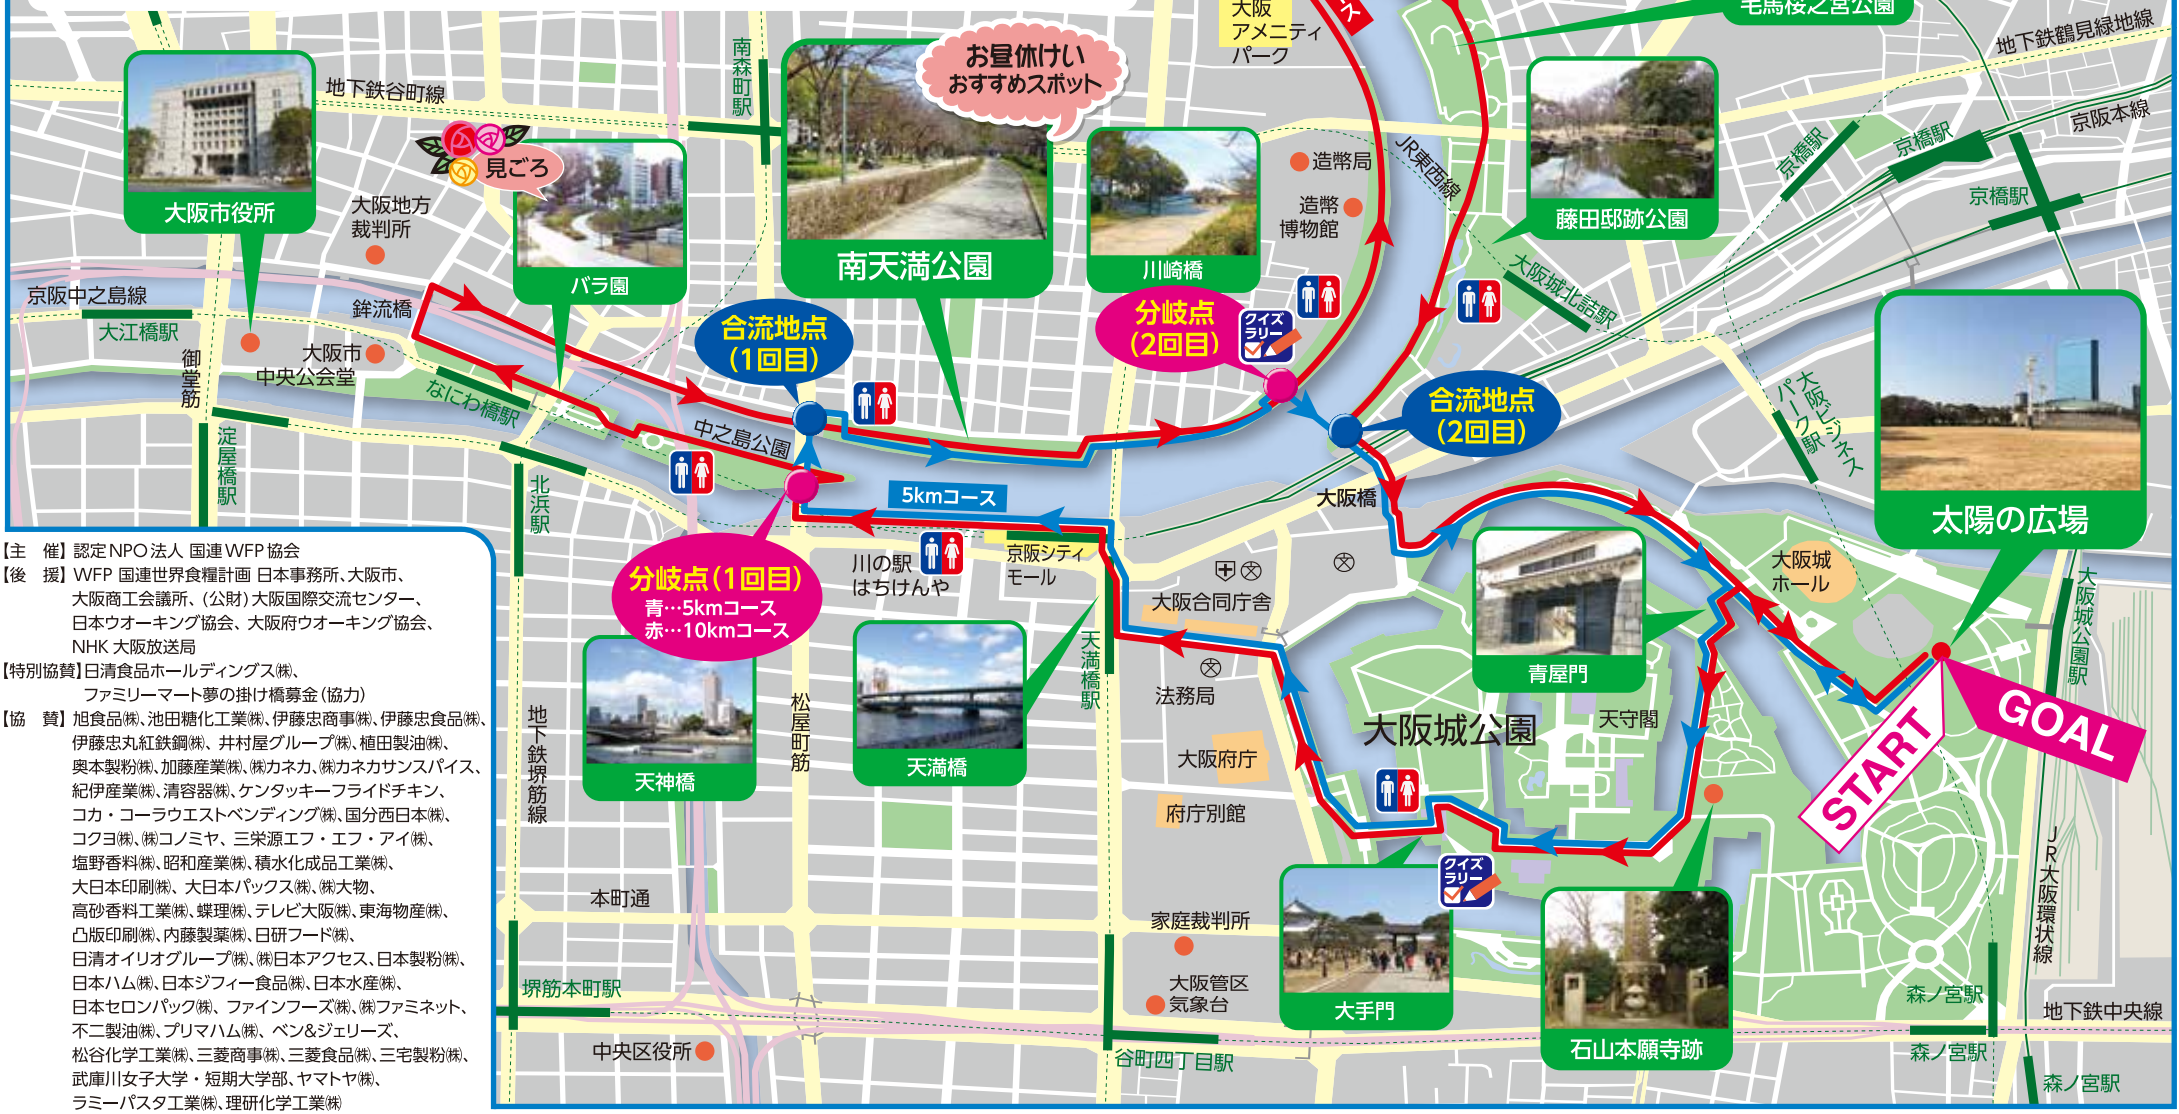 大阪
アメニティ
パーク
ス
毛馬桜之宮公園
地下鉄鶴見緑地線
お昼休けい
おすすめスポット
南森町駅
地下鉄谷町線
見ごろ
大阪市役所
大阪地方
裁判所
バラ園
南天満公園
川崎橋
造幣局
造幣
博物館
JR東西線
藤田邸跡公園
京橋駅
京橋駅
京阪本線
京橋駅
大阪城北詰駅
京阪中之島線
大江橋駅
鉾流橋
御堂筋
大阪市
中央公会堂
なにわ橋駅
淀屋橋駅
北浜駅
中之島公園
合流地点
(1回目)
分岐点
(2回目)
クイズ
ラリー
合流地点
(2回目)
大阪ビジネス
パーク駅
太陽の広場
5kmコース
大阪橋
京阪シティ
モール
川の駅
はちけんや
分岐点(1回目)
青…5kmコース
赤…10kmコース
大阪合同庁舎
法務局
大阪府庁
府庁別館
天満橋駅
天神橋
天満橋
松屋町筋
地下鉄堺筋線
青屋門
大阪城
ホール
大阪城公園駅
大阪城公園
天守閣
START
GOAL
クイズ
ラリー
大手門
石山本願寺跡
JR大阪環状線
本町通
家庭裁判所
大阪管区
気象台
堺筋本町駅
中央区役所
谷町四丁目駅
森ノ宮駅
森ノ宮駅
森ノ宮駅
地下鉄中央線
【主　催】認定NPO法人 国連WFP協会
【後　援】WFP 国連世界食糧計画 日本事務所、大阪市、
大阪商工会議所、(公財)大阪国際交流センター、
日本ウオーキング協会、大阪府ウオーキング協会、
NHK 大阪放送局
【特別協賛】日清食品ホールディングス㈱、
ファミリーマート夢の掛け橋募金(協力)
【協　賛】旭食品㈱、池田糖化工業㈱、伊藤忠商事㈱、伊藤忠食品㈱、
伊藤忠丸紅鉄鋼㈱、井村屋グループ㈱、植田製油㈱、
奥本製粉㈱、加藤産業㈱、㈱カネカ、㈱カネカサンスパイス、
紀伊産業㈱、清容器㈱、ケンタッキーフライドチキン、
コカ・コーラウエストベンディング㈱、国分西日本㈱、
コクヨ㈱、㈱コノミヤ、三栄源エフ・エフ・アイ㈱、
塩野香料㈱、昭和産業㈱、積水化成品工業㈱、
大日本印刷㈱、大日本パックス㈱、㈱大物、
高砂香料工業㈱、蝶理㈱、テレビ大阪㈱、東海物産㈱、
凸版印刷㈱、内藤製薬㈱、日研フード㈱、
日清オイリオグループ㈱、㈱日本アクセス、日本製粉㈱、
日本ハム㈱、日本ジフィー食品㈱、日本水産㈱、
日本セロンパック㈱、ファインフーズ㈱、㈱ファミネット、
不二製油㈱、プリマハム㈱、ベン&ジェリーズ、
松谷化学工業㈱、三菱商事㈱、三菱食品㈱、三宅製粉㈱、
武庫川女子大学・短期大学部、ヤマトヤ㈱、
ラミーパスタ工業㈱、理研化学工業㈱